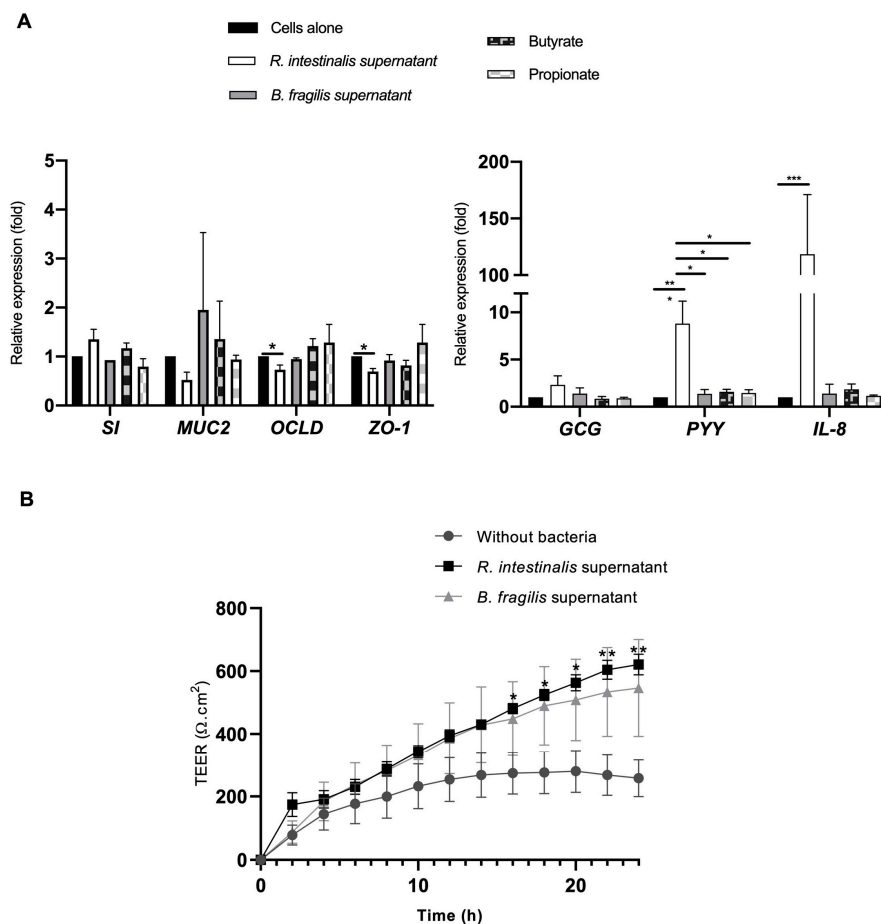 A
Cells alone
R. intestinalis supernatant
B. fragilis supernatant
Butyrate
Propionate
Relative expression (fold)
5
4
3
2
1
0
*
*
SI MUC2 OCLD ZO-1
Relative expression (fold)
200
150
100
10
5
0
***
*
*
*
**
*
GCG PYY IL-8
B
Without bacteria
R. intestinalis supernatant
B. fragilis supernatant
TEER (Ω.cm²)
800
600
400
200
0
* * * ** **
0 10 20
Time (h)